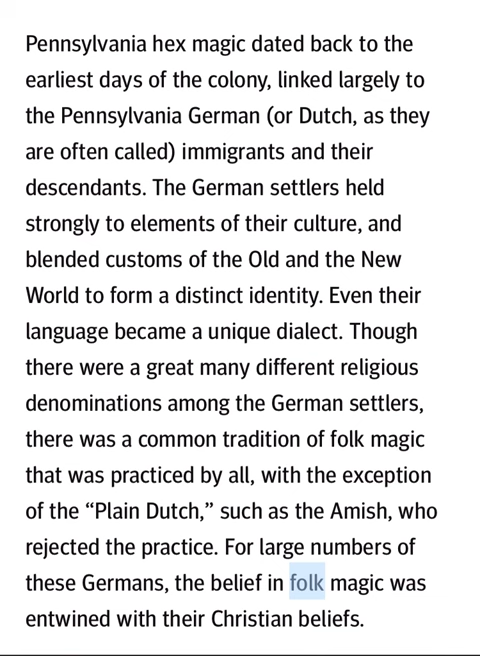 Pennsylvania hex magic dated back to the
earliest days of the colony, linked largely to
the Pennsylvania German (or Dutch, as they
are often called) immigrants and their
descendants. The German settlers held
strongly to elements of their culture, and
blended customs of the Old and the New
World to form a distinct identity. Even their
language became a unique dialect. Though
there were a great many different religious
denominations among the German settlers,
there was a common tradition of folk magic
that was practiced by all, with the exception
of the “Plain Dutch,” such as the Amish, who
rejected the practice. For large numbers of
these Germans, the belief in folk magic was
entwined with their Christian beliefs.